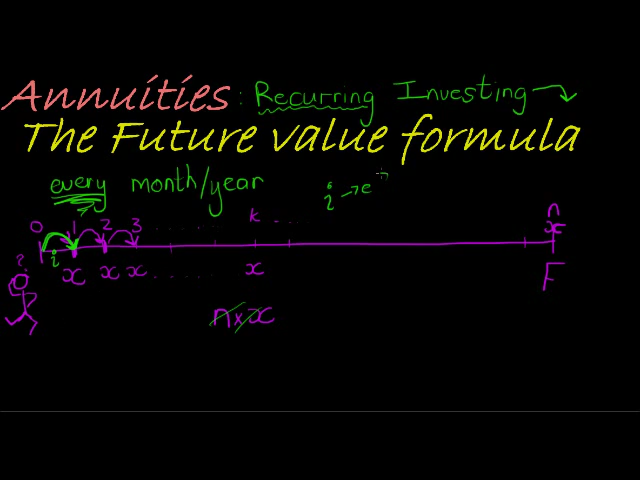 Annuities : Recurring Investing
The Future value formula
every month/year
i → e
0 1 2 3 ........ k ..... n
x
i x x x ..... x F
?
n × x